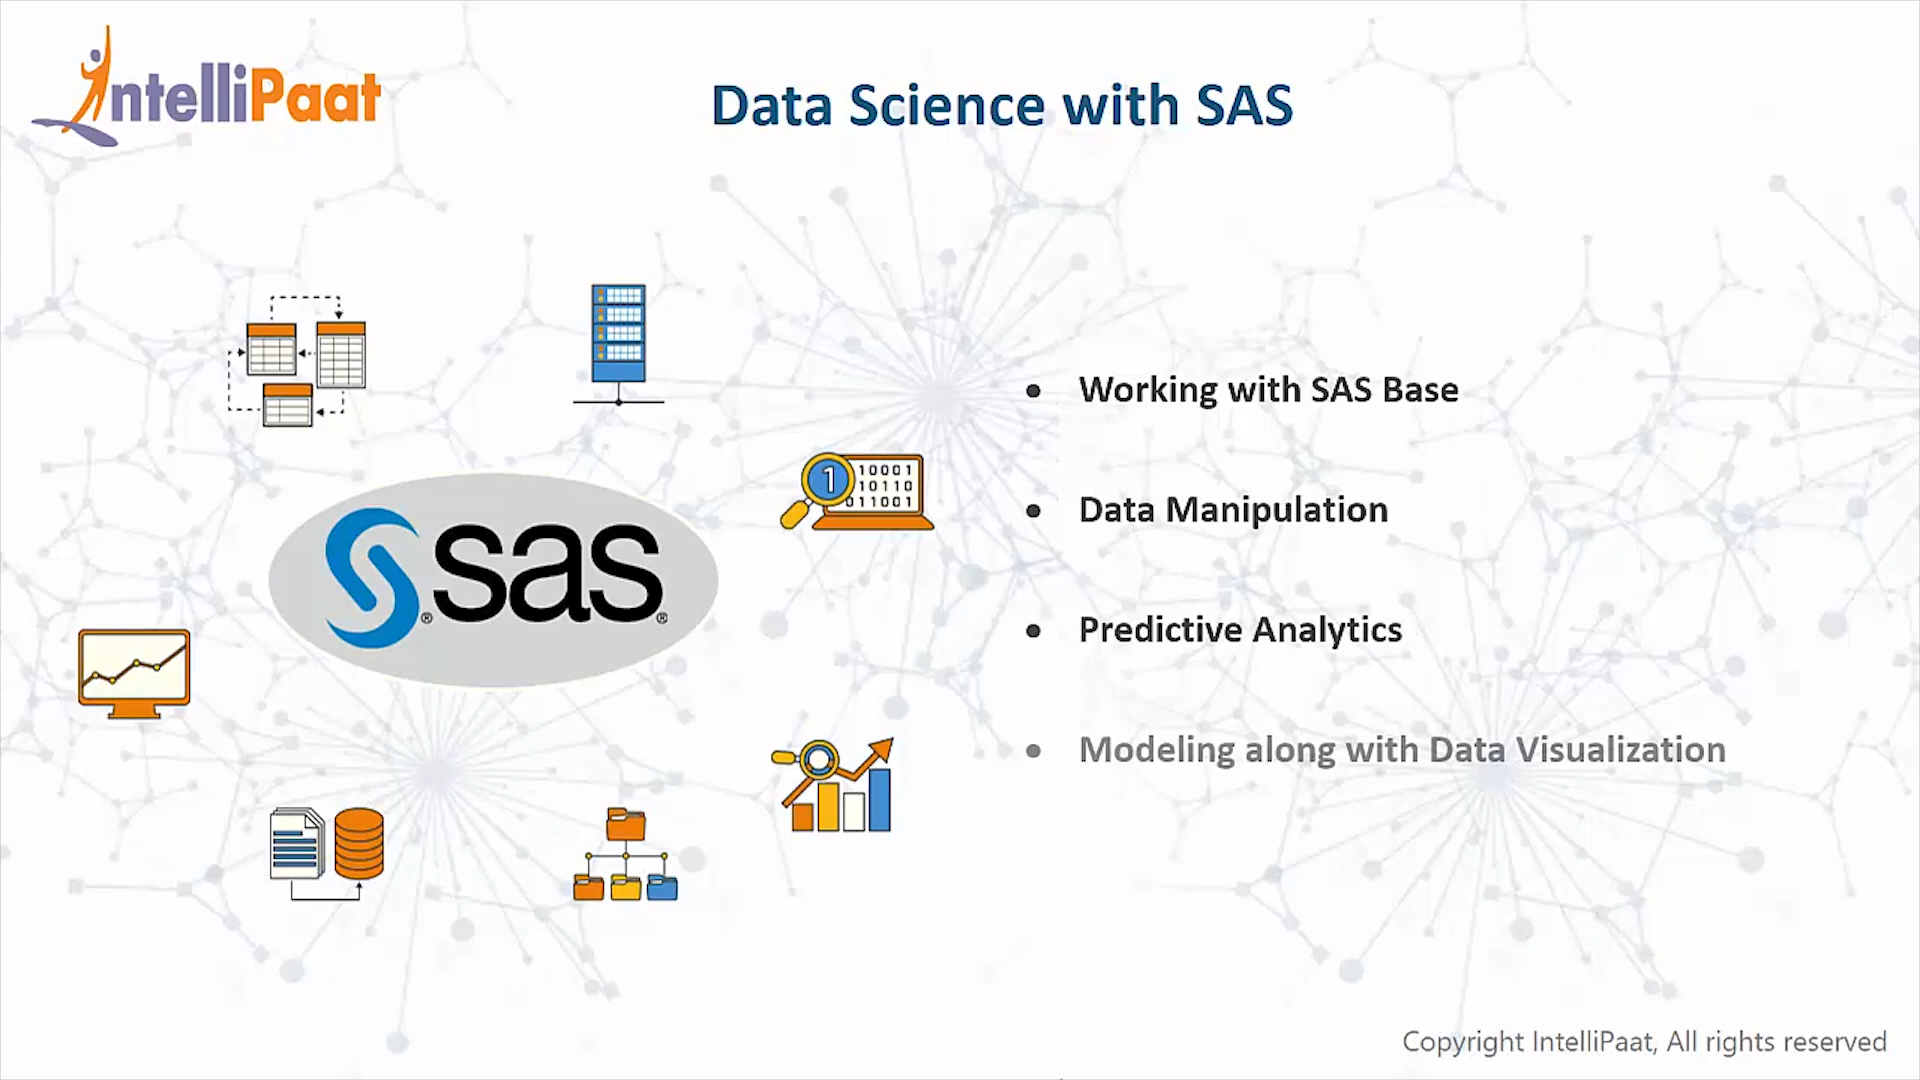 IntelliPaat
Data Science with SAS
1
10001
10110
011001
sas
• Working with SAS Base
• Data Manipulation
• Predictive Analytics
• Modeling along with Data Visualization
Copyright IntelliPaat, All rights reserved